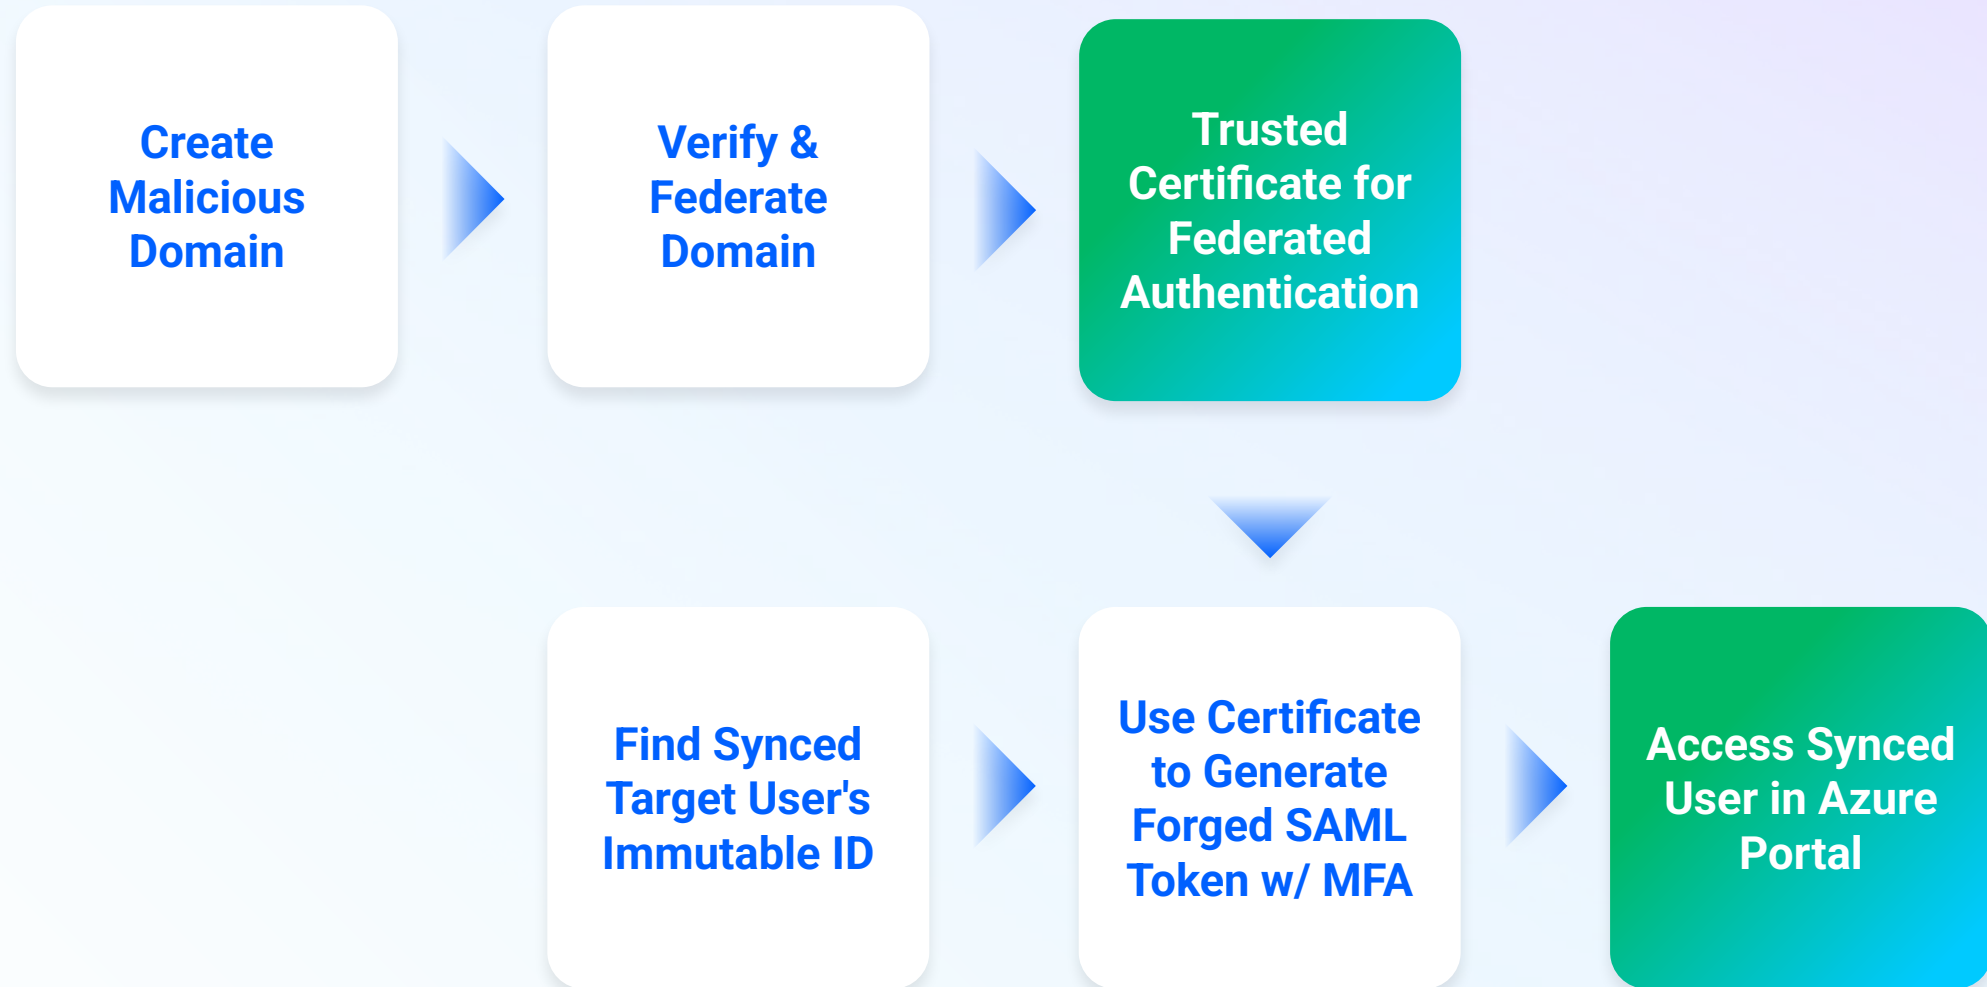 Create
Malicious
Domain
Verify &
Federate
Domain
Trusted
Certificate for
Federated
Authentication
Find Synced
Target User's
Immutable ID
Use Certificate
to Generate
Forged SAML
Token w/ MFA
Access Synced
User in Azure
Portal